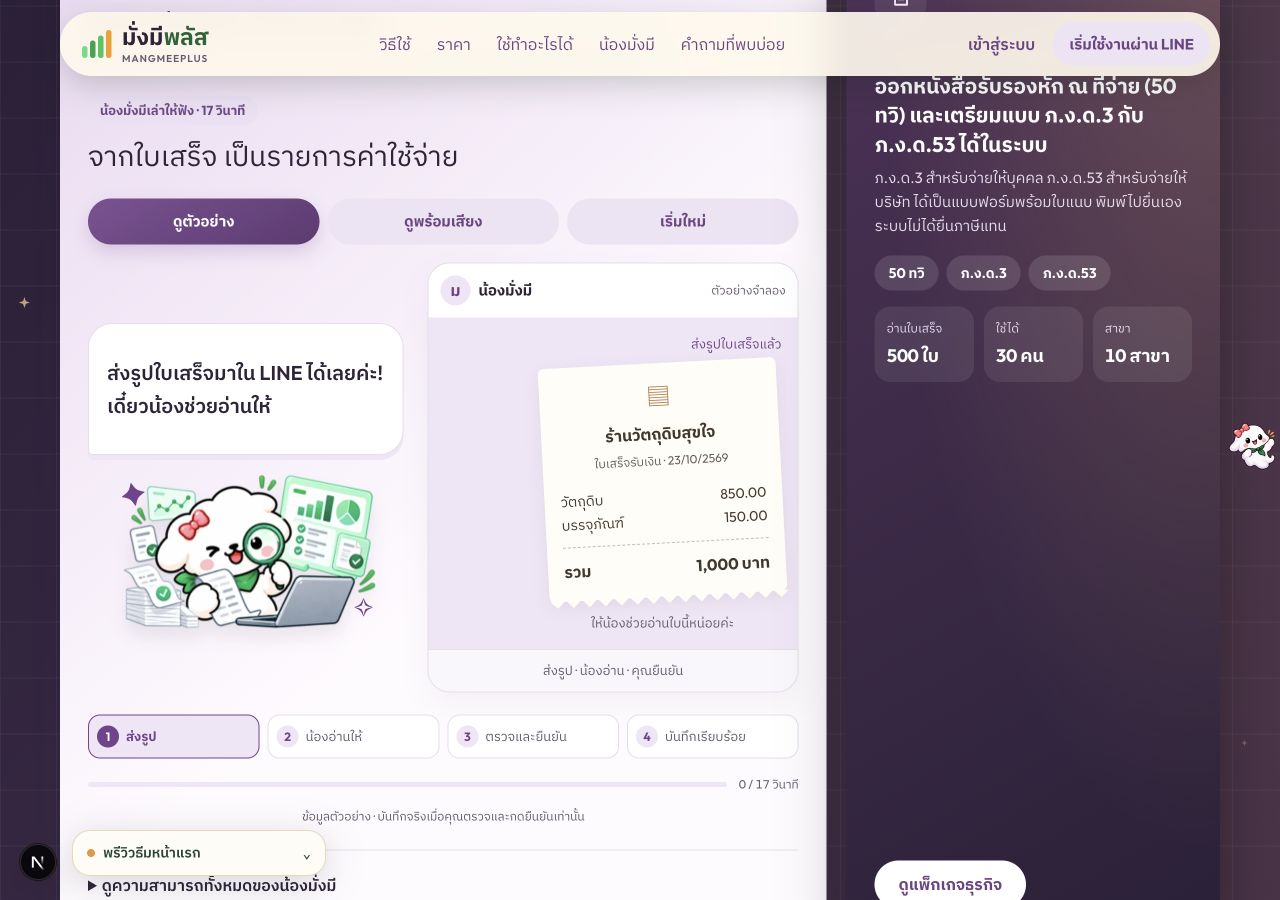 มั่งมีพลัส
MANGMEEPLUS
วิธีใช้
ราคา
ใช้ทำอะไรได้
น้องมั่งมี
คำถามที่พบบ่อย
เข้าสู่ระบบ
เริ่มใช้งานผ่าน LINE
น้องมั่งมีเล่าให้ฟัง · 17 วินาที
จากใบเสร็จ เป็นรายการค่าใช้จ่าย
ดูตัวอย่าง
ดูพร้อมเสียง
เริ่มใหม่
ส่งรูปใบเสร็จมาใน LINE ได้เลยค่ะ!
เดี๋ยวน้องช่วยอ่านให้
ม
น้องมั่งมี
ตัวอย่างจำลอง
ส่งรูปใบเสร็จแล้ว
ร้านวัตถุดิบสุขใจ
ใบเสร็จรับเงิน · 23/10/2569
วัตถุดิบ 850.00
บรรจุภัณฑ์ 150.00
รวม 1,000 บาท
ให้น้องช่วยอ่านใบนี้หน่อยค่ะ
ส่งรูป · น้องอ่าน · คุณยืนยัน
1 ส่งรูป
2 น้องอ่านให้
3 ตรวจและยืนยัน
4 บันทึกเรียบร้อย
0 / 17 วินาที
ข้อมูลตัวอย่าง · บันทึกจริงเมื่อคุณตรวจและกดยืนยันเท่านั้น
N
พรีวิวธีมหน้าแรก
ดูความสามารถทั้งหมดของน้องมั่งมี
ออกหนังสือรับรองหัก ณ ที่จ่าย (50
ทวิ) และเตรียมแบบ ภ.ง.ด.3 กับ
ภ.ง.ด.53 ได้ในระบบ
ภ.ง.ด.3 สำหรับจ่ายให้บุคคล ภ.ง.ด.53 สำหรับจ่ายให้
บริษัท ได้เป็นแบบฟอร์มพร้อมใบแนบ พิมพ์ไปยื่นเอง
ระบบไม่ได้ยื่นภาษีแทน
50 ทวิ
ภ.ง.ด.3
ภ.ง.ด.53
อ่านใบเสร็จ
500 ใบ
ใช้ได้
30 คน
สาขา
10 สาขา
ดูแพ็กเกจธุรกิจ